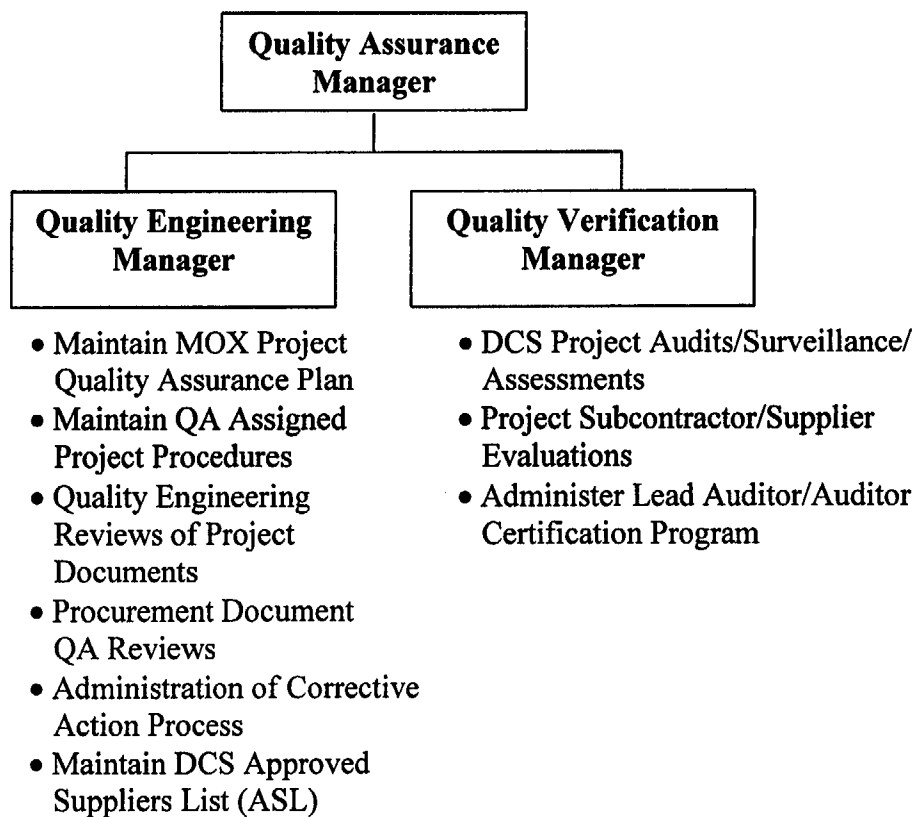 Quality Assurance
Manager
Quality Engineering
Manager
• Maintain MOX Project
Quality Assurance Plan
• Maintain QA Assigned
Project Procedures
• Quality Engineering
Reviews of Project
Documents
• Procurement Document
QA Reviews
• Administration of Corrective
Action Process
• Maintain DCS Approved
Suppliers List (ASL)
Quality Verification
Manager
• DCS Project Audits/Surveillance/
Assessments
• Project Subcontractor/Supplier
Evaluations
• Administer Lead Auditor/Auditor
Certification Program